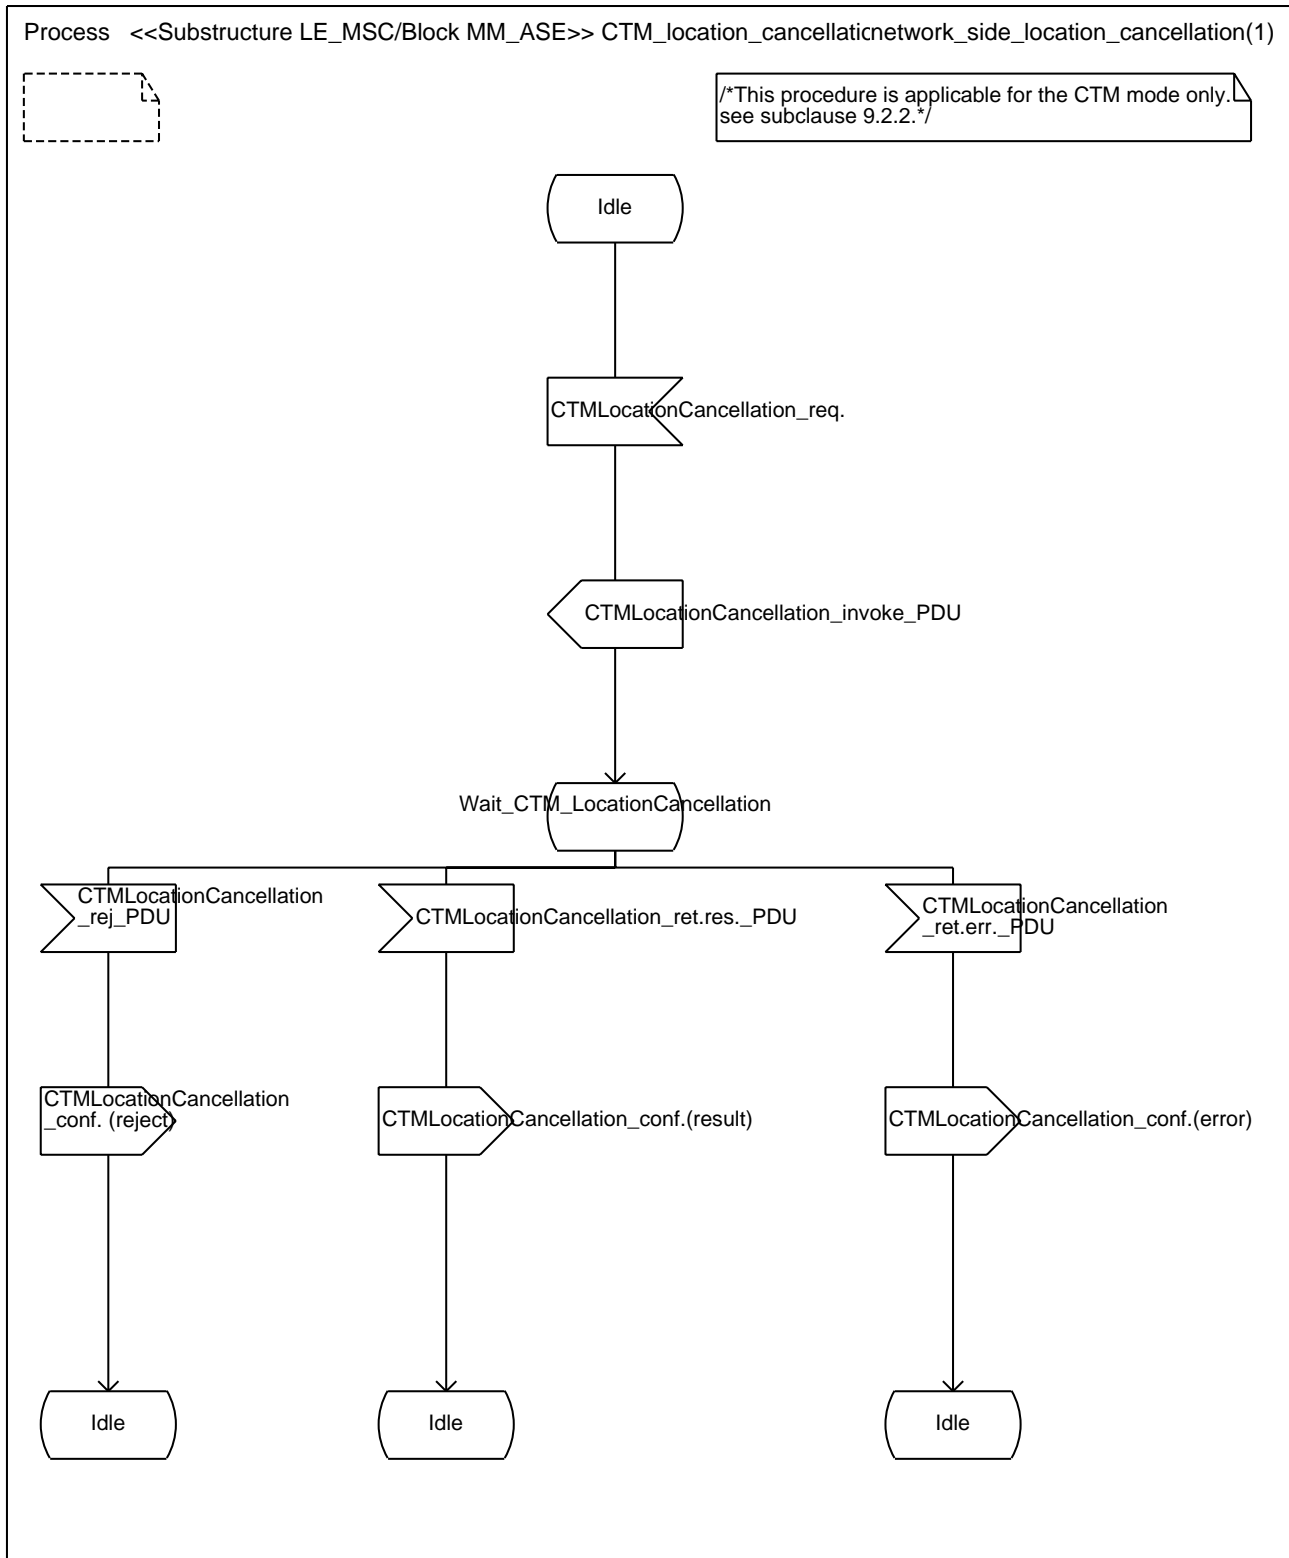 Process <<Substructure LE_MSC/Block MM_ASE>> CTM_location_cancellaticnetwork_side_location_cancellation(1)
/*This procedure is applicable for the CTM mode only.
see subclause 9.2.2.*/
Idle
CTMLocationCancellation_req.
CTMLocationCancellation_invoke_PDU
Wait_CTM_LocationCancellation
CTMLocationCancellation
_rej_PDU
CTMLocationCancellation_ret.res._PDU
CTMLocationCancellation
_ret.err._PDU
CTMLocationCancellation
_conf. (reject)
CTMLocationCancellation_conf.(result)
CTMLocationCancellation_conf.(error)
Idle
Idle
Idle